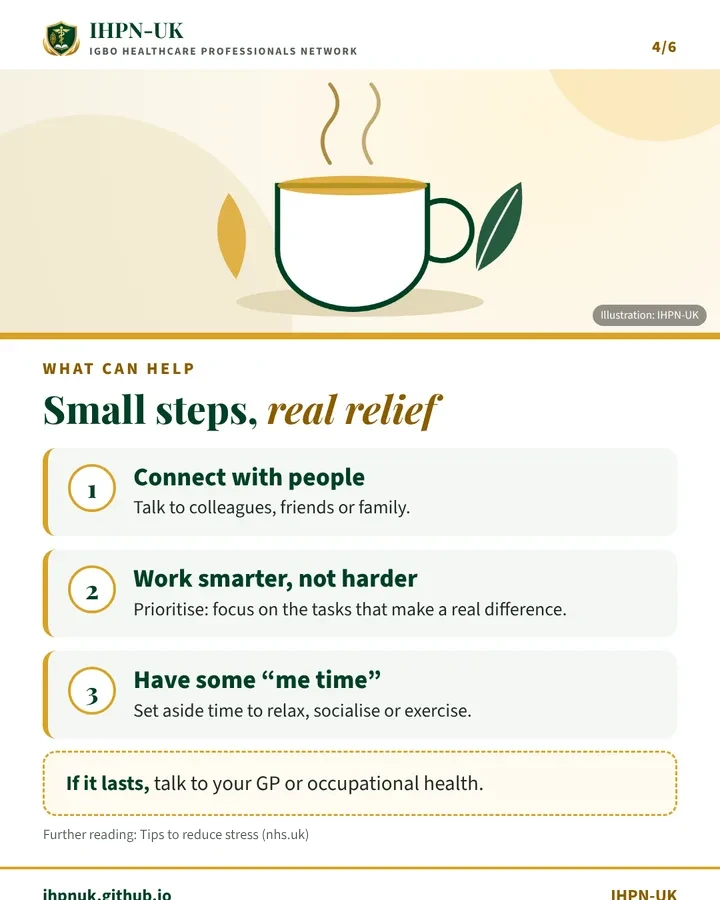 IHPN-UK
IGBO HEALTHCARE PROFESSIONALS NETWORK
4/6
Illustration: IHPN-UK
WHAT CAN HELP
Small steps, real relief
1
Connect with people
Talk to colleagues, friends or family.
2
Work smarter, not harder
Prioritise: focus on the tasks that make a real difference.
3
Have some “me time”
Set aside time to relax, socialise or exercise.
If it lasts, talk to your GP or occupational health.
Further reading: Tips to reduce stress (nhs.uk)
ihpnuk.github.io
IHPN-UK